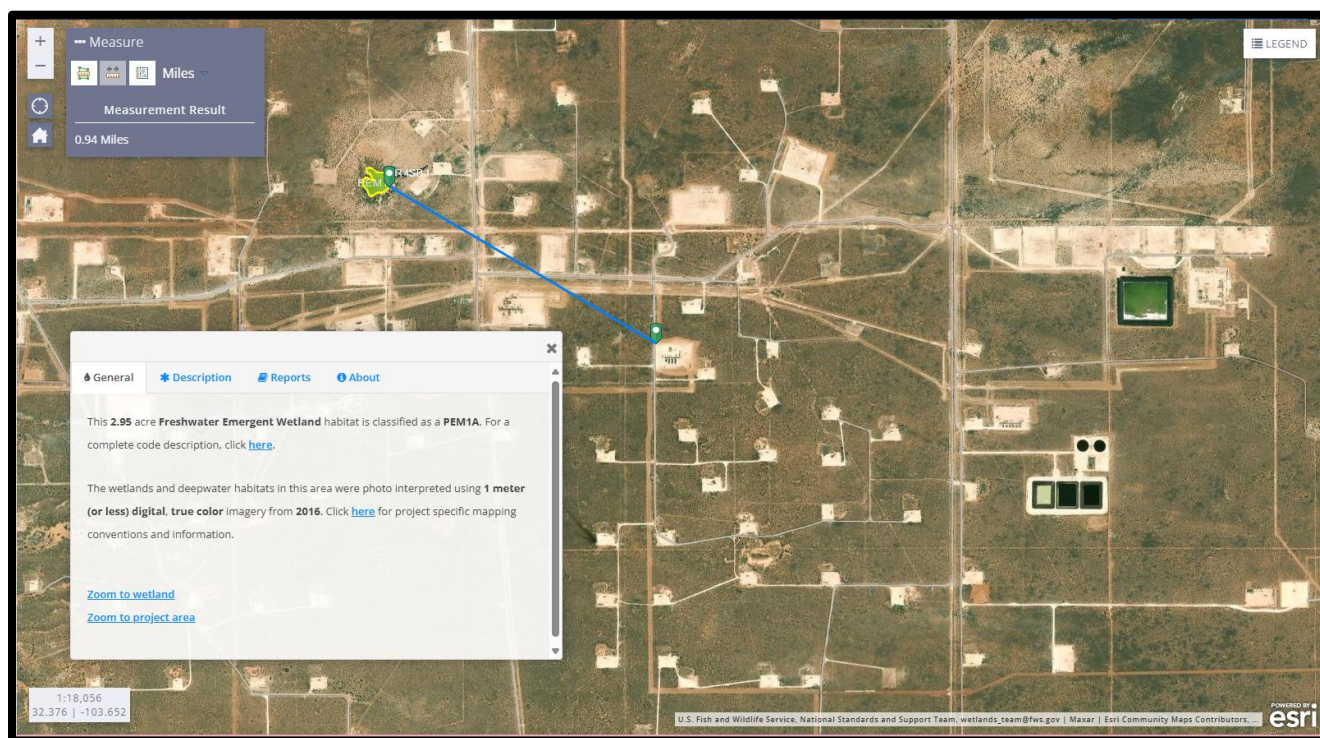 Measure
Miles
Measurement Result
0.94 Miles
LEGEND
PEM
R4SB
General
Description
Reports
About
This 2.95 acre Freshwater Emergent Wetland habitat is classified as a PEM1A. For a
complete code description, click here.
The wetlands and deepwater habitats in this area were photo interpreted using 1 meter
(or less) digital, true color imagery from 2016. Click here for project specific mapping
conventions and information.
Zoom to wetland
Zoom to project area
1:18,056
32.376 | -103.652
U.S. Fish and Wildlife Service, National Standards and Support Team, wetlands_team@fws.gov | Maxar | Esri Community Maps Contributors, ...
POWERED BY
esri